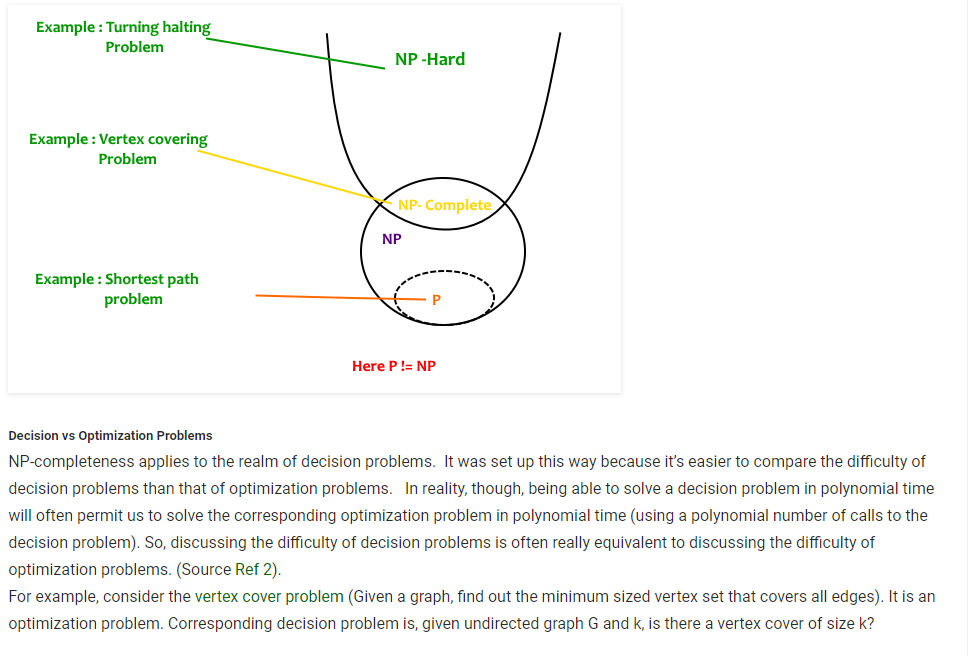 Example : Turning halting
Problem
NP -Hard
Example : Vertex covering
Problem
NP- Complete
NP
Example : Shortest path
problem
P
Here P != NP
Decision vs Optimization Problems
NP-completeness applies to the realm of decision problems.  It was set up this way because it’s easier to compare the difficulty of
decision problems than that of optimization problems.   In reality, though, being able to solve a decision problem in polynomial time
will often permit us to solve the corresponding optimization problem in polynomial time (using a polynomial number of calls to the
decision problem). So, discussing the difficulty of decision problems is often really equivalent to discussing the difficulty of
optimization problems. (Source Ref 2).
For example, consider the vertex cover problem (Given a graph, find out the minimum sized vertex set that covers all edges). It is an
optimization problem. Corresponding decision problem is, given undirected graph G and k, is there a vertex cover of size k?